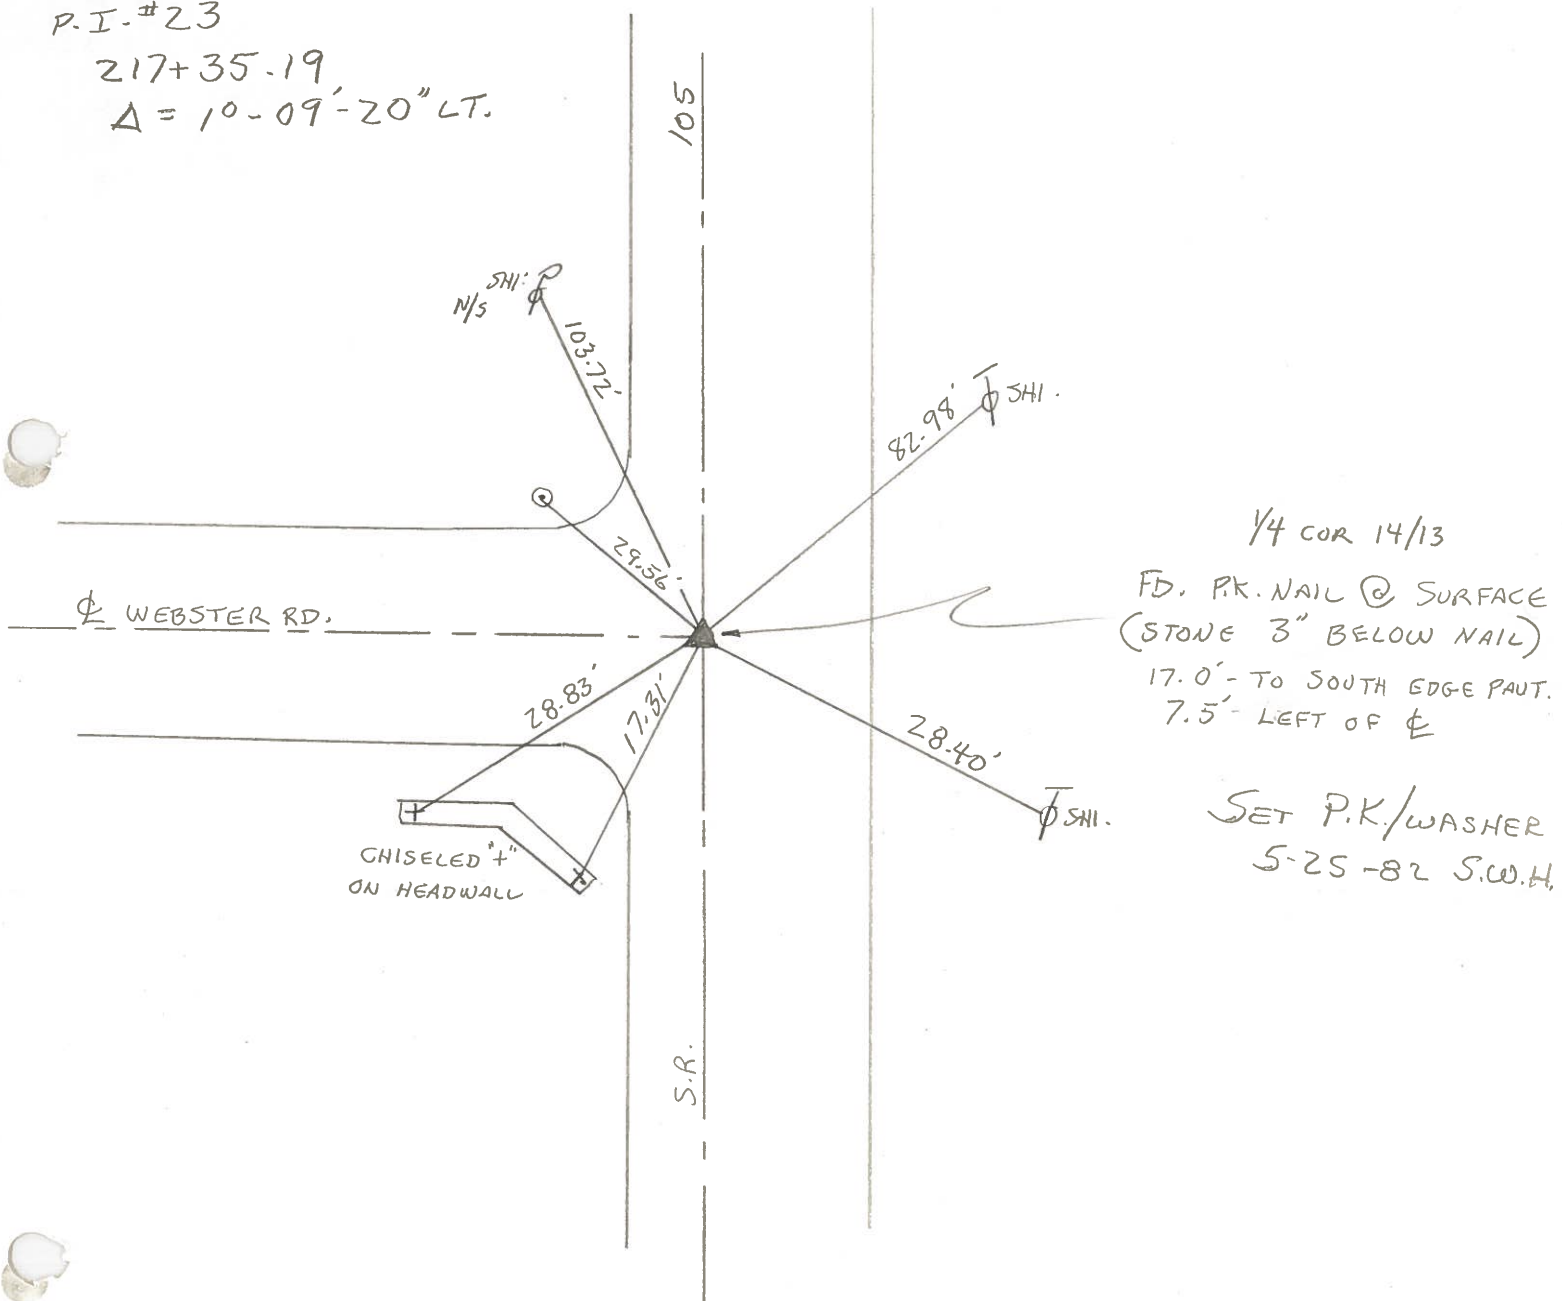 P.I. #23
217+35.19
Δ = 1°-09'-20" LT.
105
SHI.
N/S
103.72'
82.98'
SHI.
29.56'
1/4 COR 14/13
FD. P.K. NAIL @ SURFACE
(STONE 3" BELOW NAIL)
17.0'- TO SOUTH EDGE PAVT.
7.5'- LEFT OF ℄
℄ WEBSTER RD.
28.83'
17.31'
28.40'
SHI.
SET P.K./WASHER
5-25-82 S.W.H.
CHISELED "+"
ON HEADWALL
S.R.